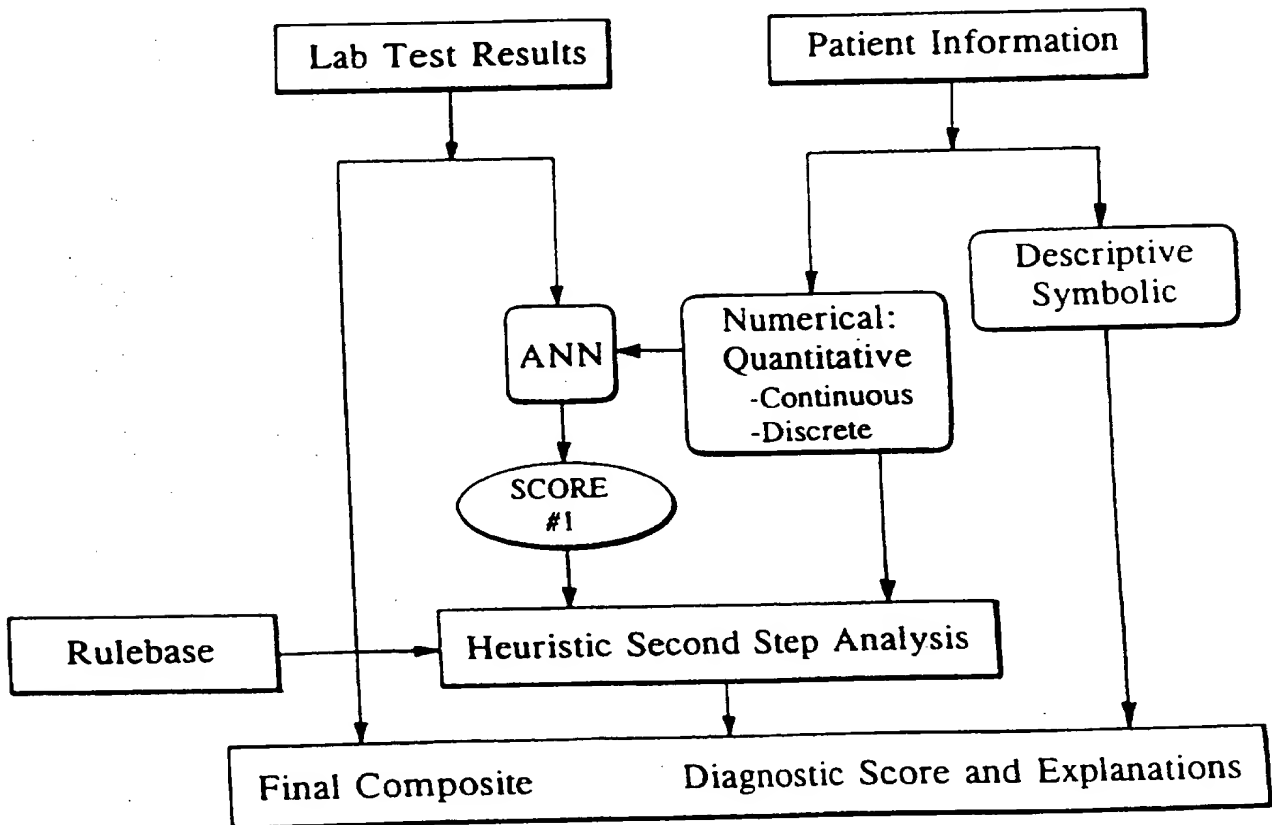 Lab Test Results
Patient Information
Descriptive
Symbolic
Numerical:
Quantitative
-Continuous
-Discrete
ANN
SCORE
#1
Rulebase
Heuristic Second Step Analysis
Final Composite Diagnostic Score and Explanations